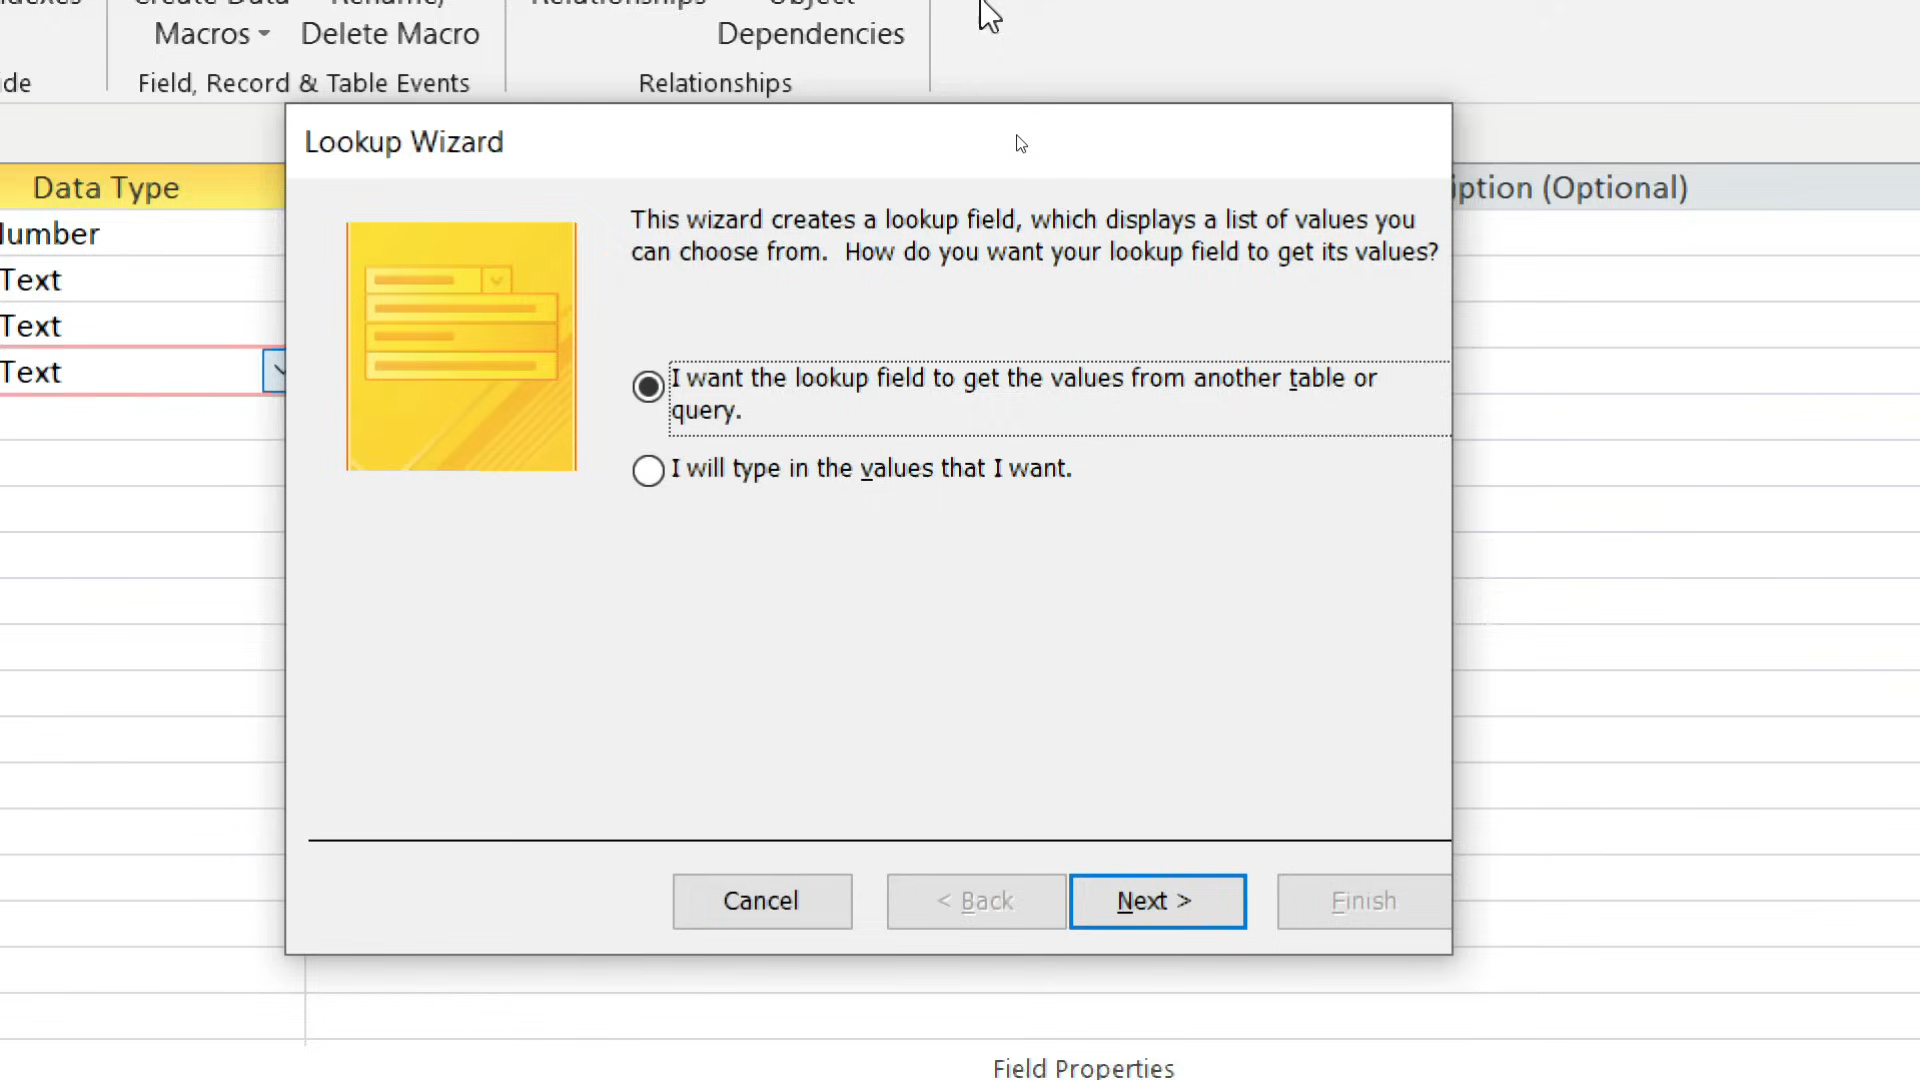 Macros
Delete Macro
Dependencies
Field, Record & Table Events
Relationships
Lookup Wizard
Data Type
(Optional)
This wizard creates a lookup field, which displays a list of values you
can choose from. How do you want your lookup field to get its values?
Text
Text
Text
I want the lookup field to get the values from another table or
query.
I will type in the values that I want.
Cancel
< Back
Next >
Finish
Field Properties